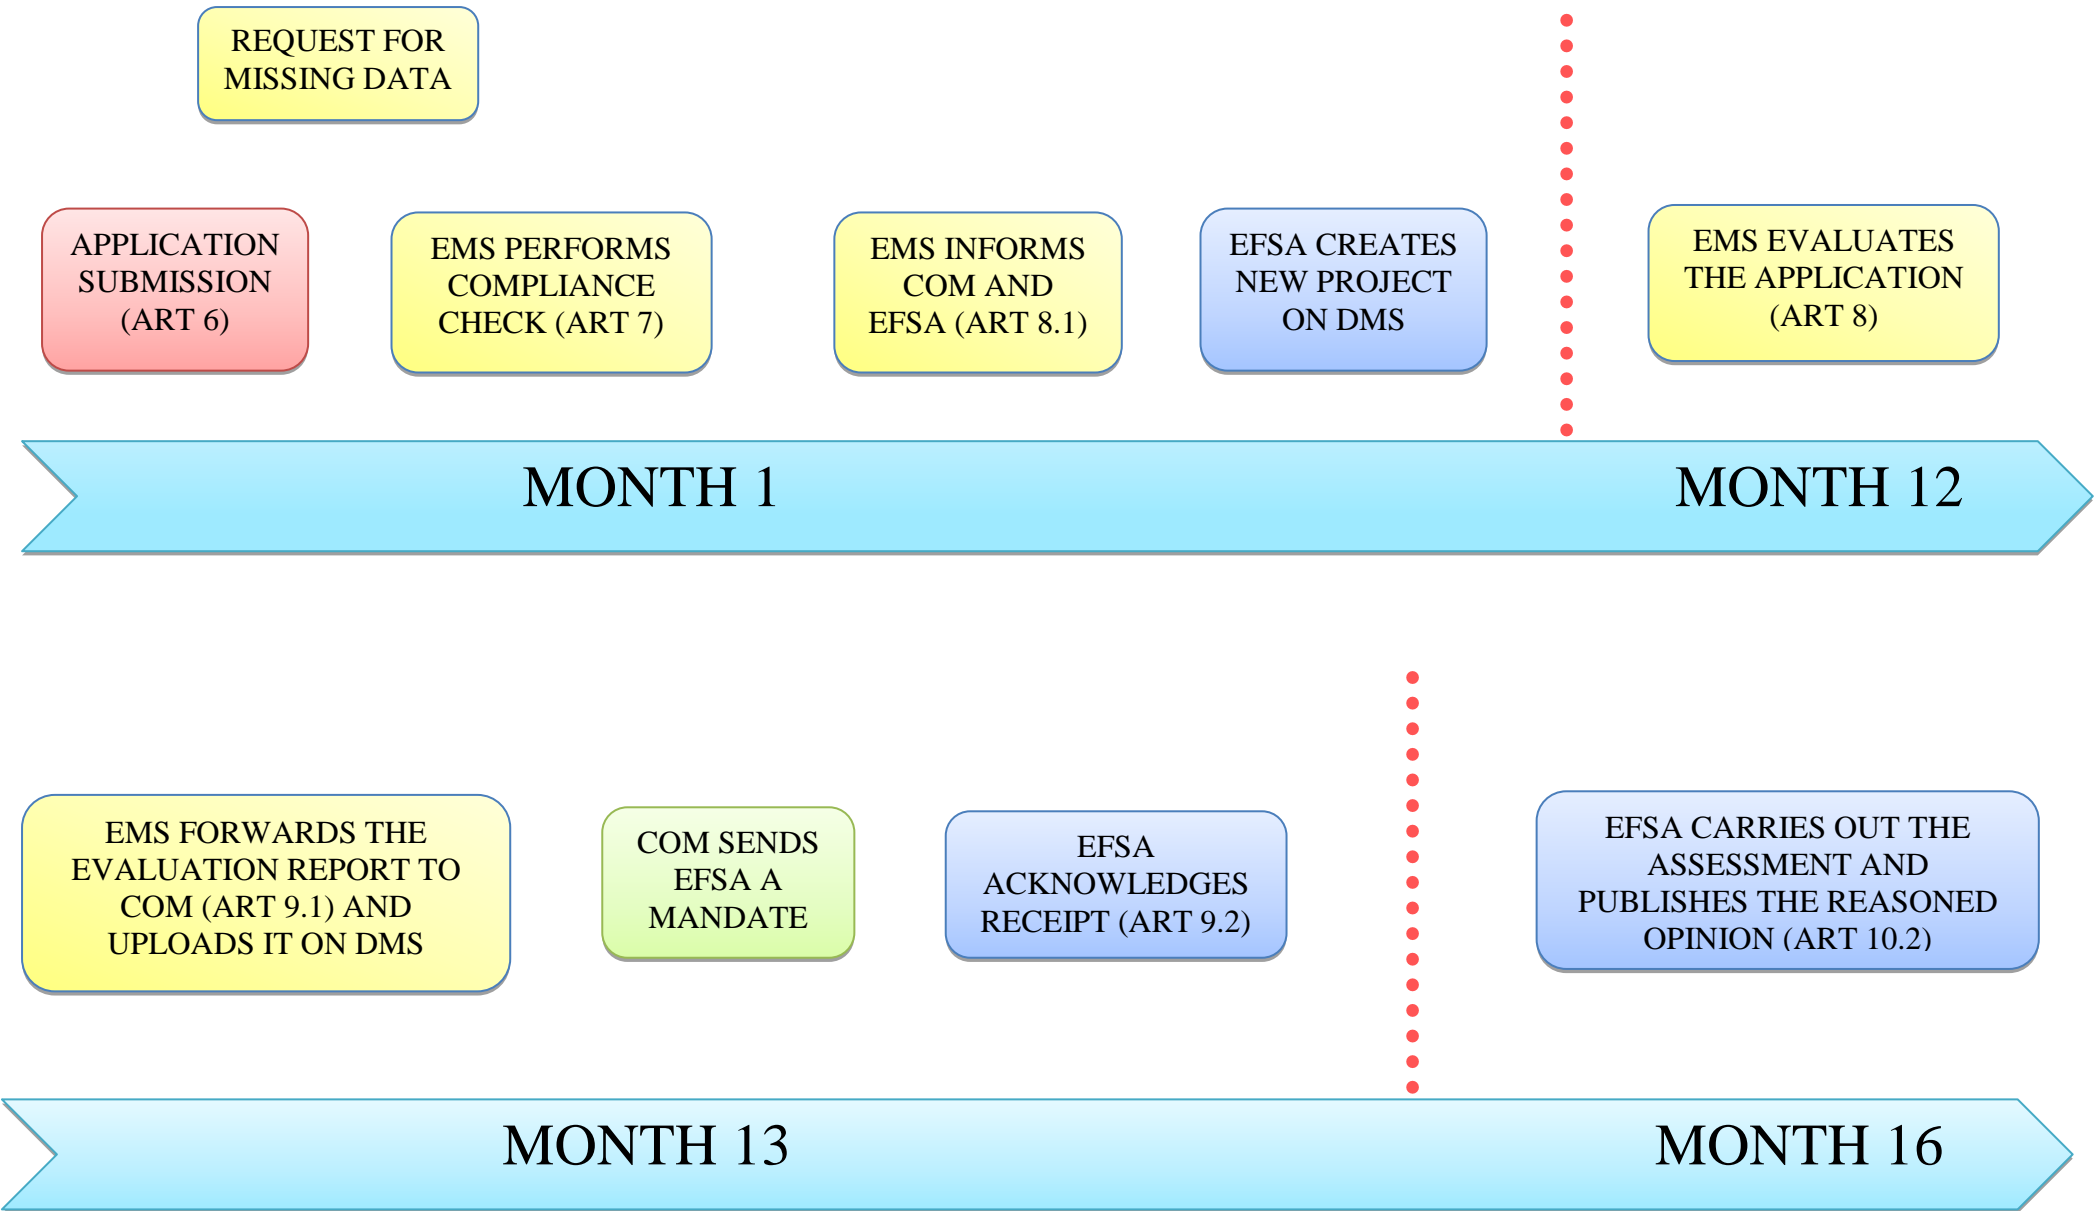 REQUEST FOR
MISSING DATA
APPLICATION
SUBMISSION
(ART 6)
EMS PERFORMS
COMPLIANCE
CHECK (ART 7)
EMS INFORMS
COM AND
EFSA (ART 8.1)
EFSA CREATES
NEW PROJECT
ON DMS
EMS EVALUATES
THE APPLICATION
(ART 8)
MONTH 1
MONTH 12
EMS FORWARDS THE
EVALUATION REPORT TO
COM (ART 9.1) AND
UPLOADS IT ON DMS
COM SENDS
EFSA A
MANDATE
EFSA
ACKNOWLEDGES
RECEIPT (ART 9.2)
EFSA CARRIES OUT THE
ASSESSMENT AND
PUBLISHES THE REASONED
OPINION (ART 10.2)
MONTH 13
MONTH 16